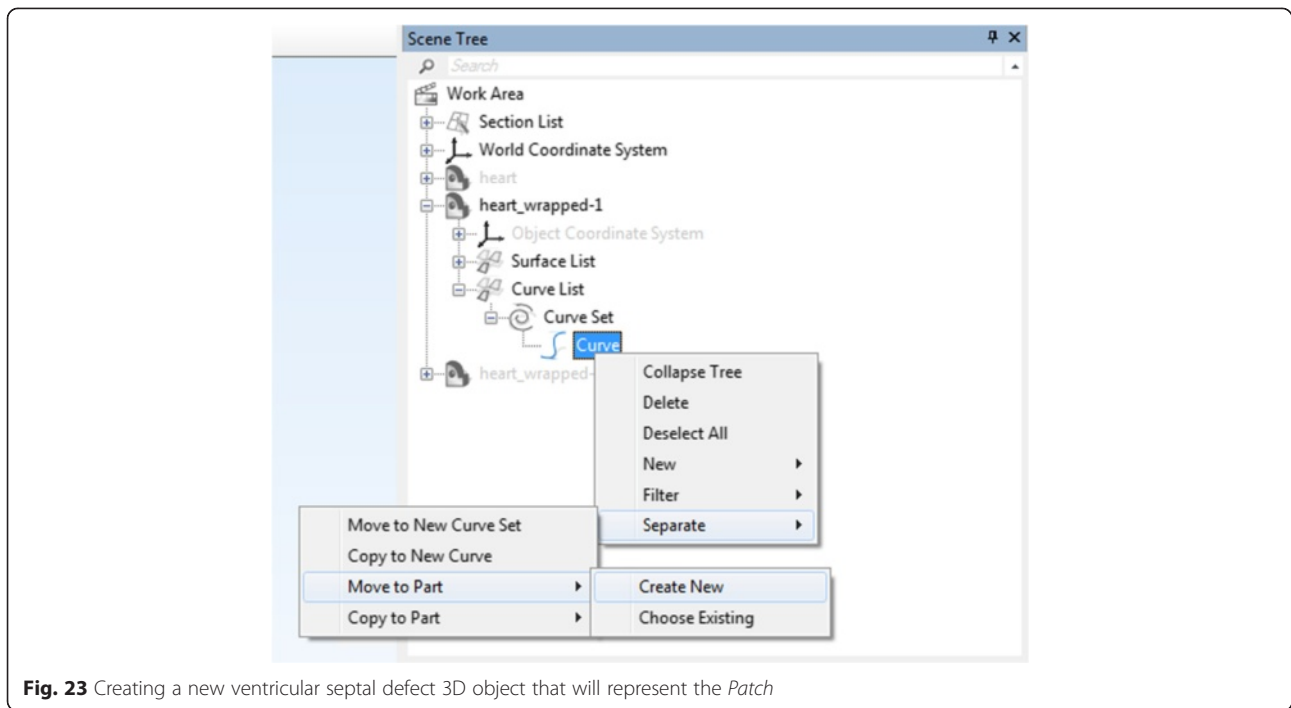 Scene Tree
Search
Work Area
Section List
World Coordinate System
heart
heart_wrapped-1
Object Coordinate System
Surface List
Curve List
Curve Set
Curve
heart_wrapped-
Collapse Tree
Delete
Deselect All
New
Filter
Separate
Move to New Curve Set
Copy to New Curve
Move to Part
Copy to Part
Create New
Choose Existing
Fig. 23 Creating a new ventricular septal defect 3D object that will represent the Patch